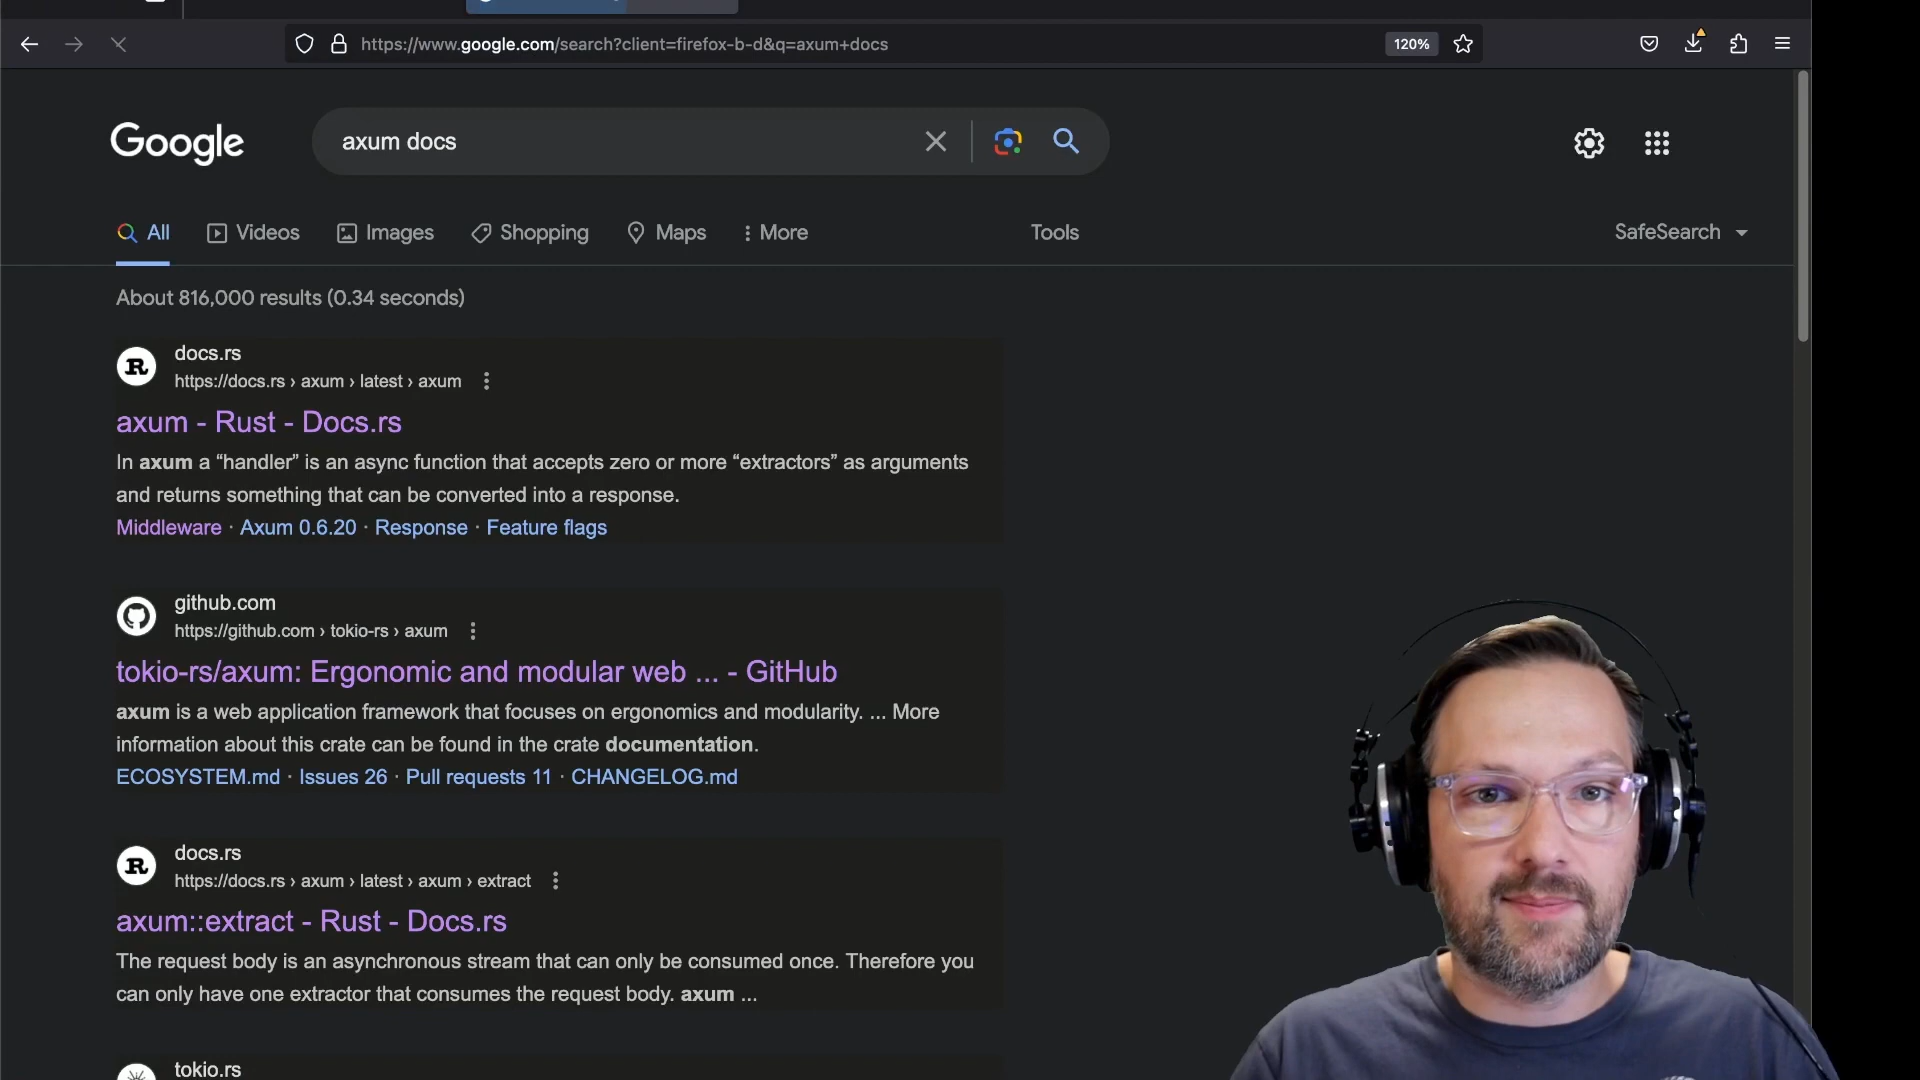 https://www.google.com/search?client=firefox-b-d&q=axum+docs
120%
Google
axum docs
All
Videos
Images
Shopping
Maps
More
Tools
SafeSearch
About 816,000 results (0.34 seconds)
R
docs.rs
https://docs.rs › axum › latest › axum
axum - Rust - Docs.rs
In axum a “handler” is an async function that accepts zero or more “extractors” as arguments
and returns something that can be converted into a response.
Middleware · Axum 0.6.20 · Response · Feature flags
github.com
https://github.com › tokio-rs › axum
tokio-rs/axum: Ergonomic and modular web ... - GitHub
axum is a web application framework that focuses on ergonomics and modularity. ... More
information about this crate can be found in the crate documentation.
ECOSYSTEM.md · Issues 26 · Pull requests 11 · CHANGELOG.md
R
docs.rs
https://docs.rs › axum › latest › axum › extract
axum::extract - Rust - Docs.rs
The request body is an asynchronous stream that can only be consumed once. Therefore you
can only have one extractor that consumes the request body. axum ...
tokio.rs